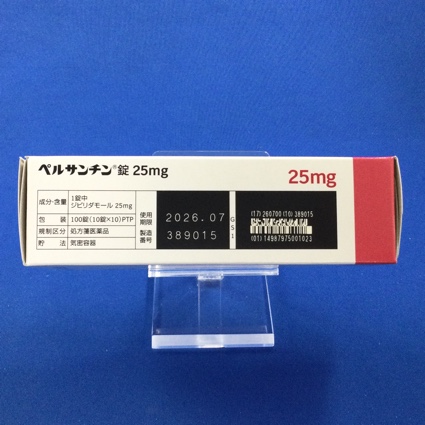 ペルサンチン®錠 25mg
25mg
成分・含量 1錠中 ジピリダモール 25mg
包装 100錠(10錠×10)PTP
規制区分 処方箋医薬品
貯法 気密容器
使用期限 2026.07
製造番号 389015
GS1
(17)260700(10)389015
(01)14987975001023